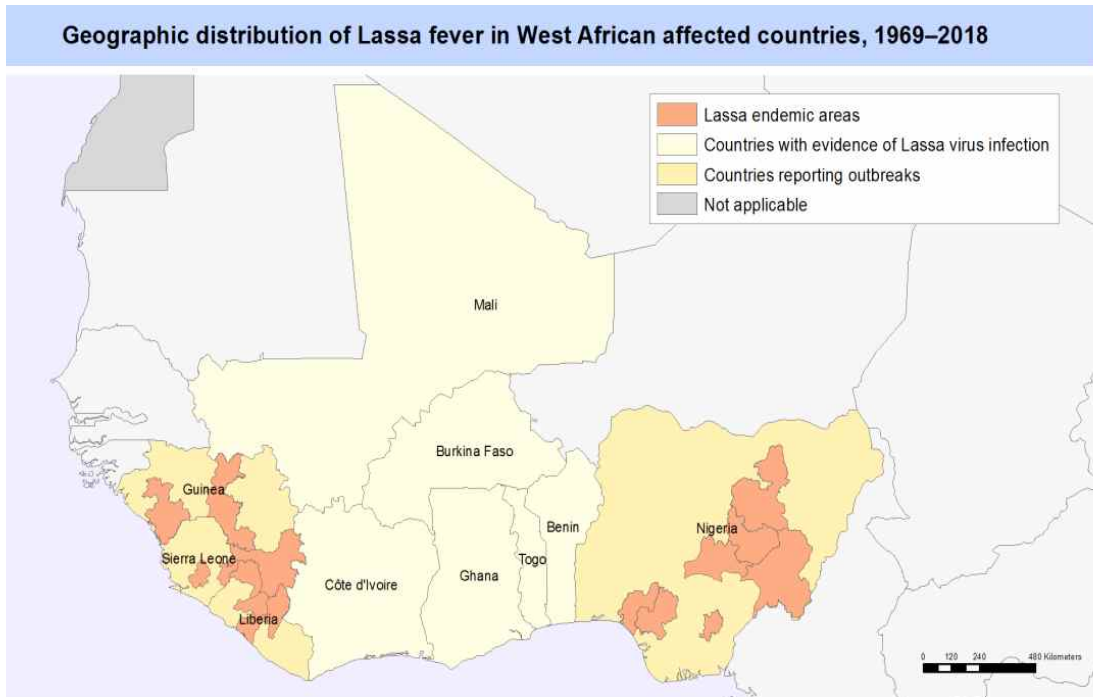 Geographic distribution of Lassa fever in West African affected countries, 1969–2018
Lassa endemic areas
Countries with evidence of Lassa virus infection
Countries reporting outbreaks
Not applicable
Mali
Burkina Faso
Guinea
Benin
Nigeria
Sierra Leone
Togo
Ghana
Côte d'Ivoire
Liberia
0 120 240 480 Kilometers